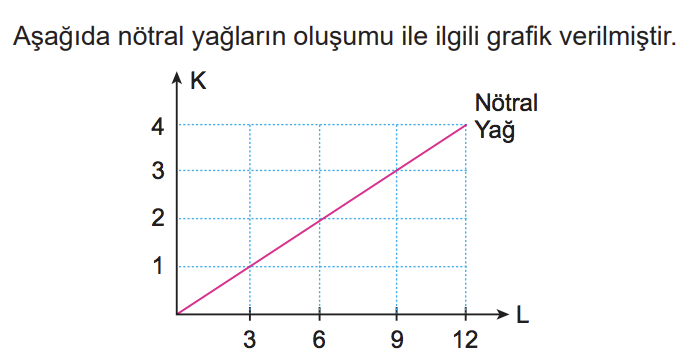 Aşağıda nötral yağların oluşumu ile ilgili grafik verilmiştir.
K
Nötral
Yağ
4
3
2
1
L
3 6 9 12